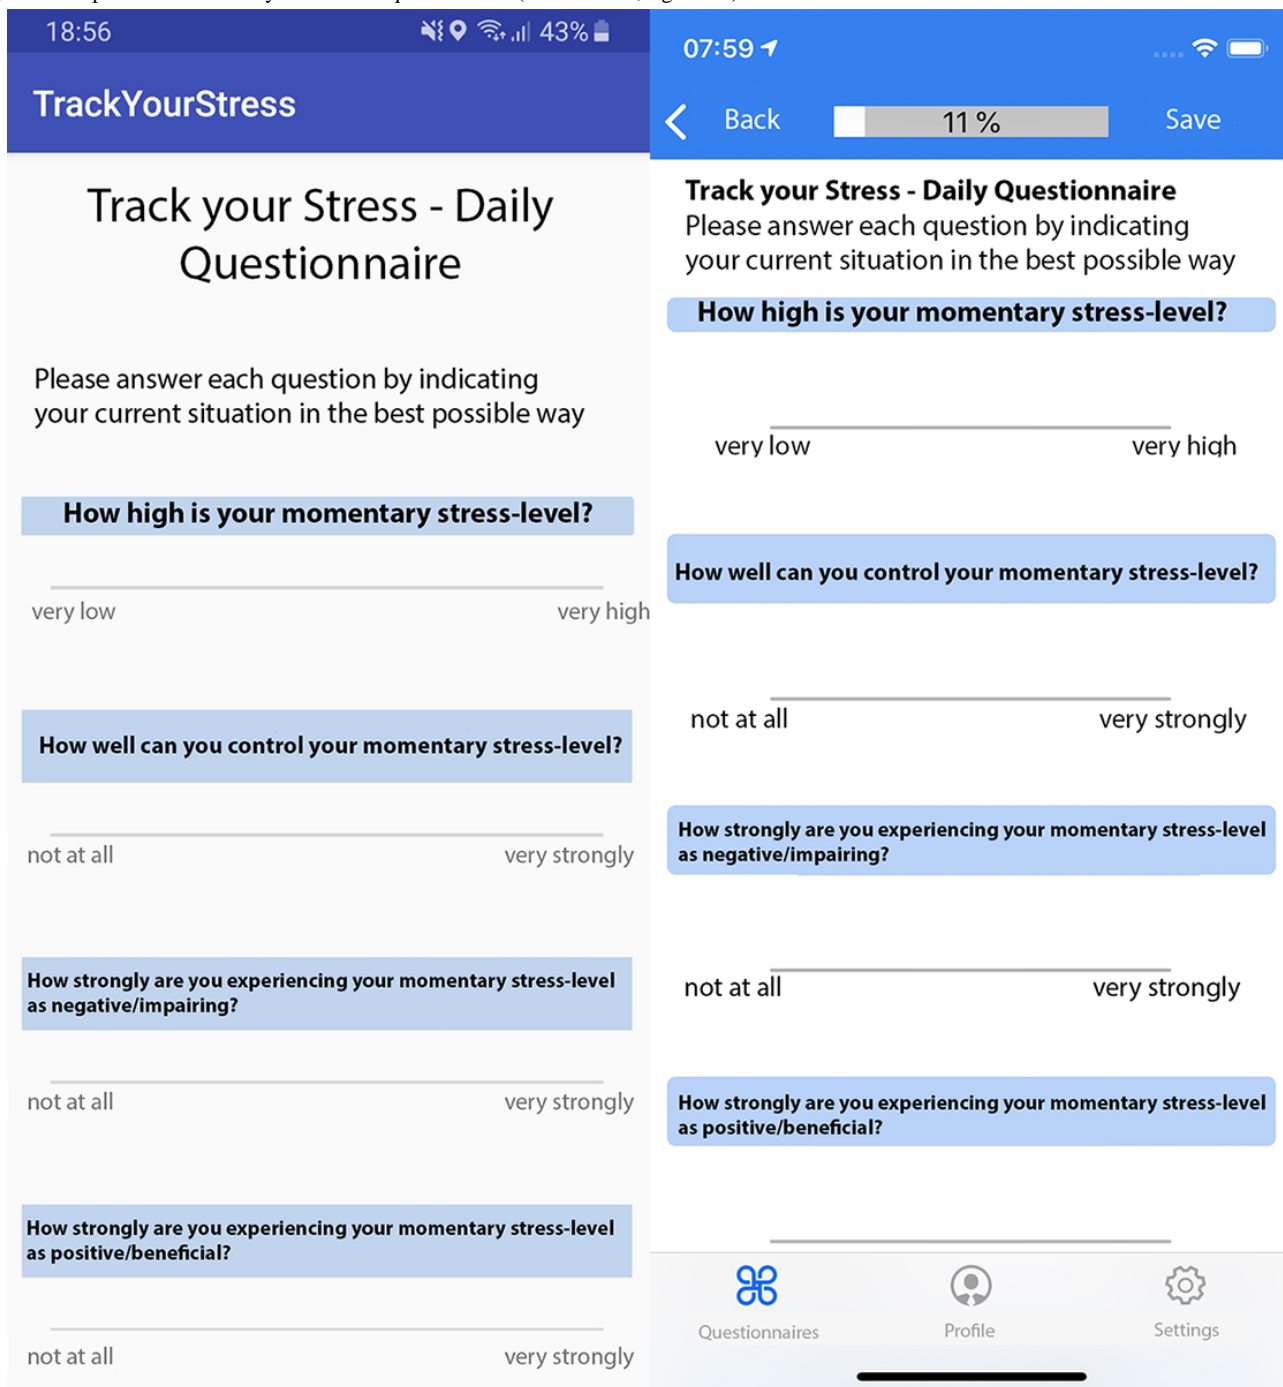 18:56
43%
TrackYourStress
Track your Stress - Daily
Questionnaire
Please answer each question by indicating
your current situation in the best possible way
How high is your momentary stress-level?
very low very high
How well can you control your momentary stress-level?
not at all very strongly
How strongly are you experiencing your momentary stress-level
as negative/impairing?
not at all very strongly
How strongly are you experiencing your momentary stress-level
as positive/beneficial?
not at all very strongly
07:59
Back 11 % Save
Track your Stress - Daily Questionnaire
Please answer each question by indicating
your current situation in the best possible way
How high is your momentary stress-level?
very low very high
How well can you control your momentary stress-level?
not at all very strongly
How strongly are you experiencing your momentary stress-level
as negative/impairing?
not at all very strongly
How strongly are you experiencing your momentary stress-level
as positive/beneficial?
Questionnaires Profile Settings